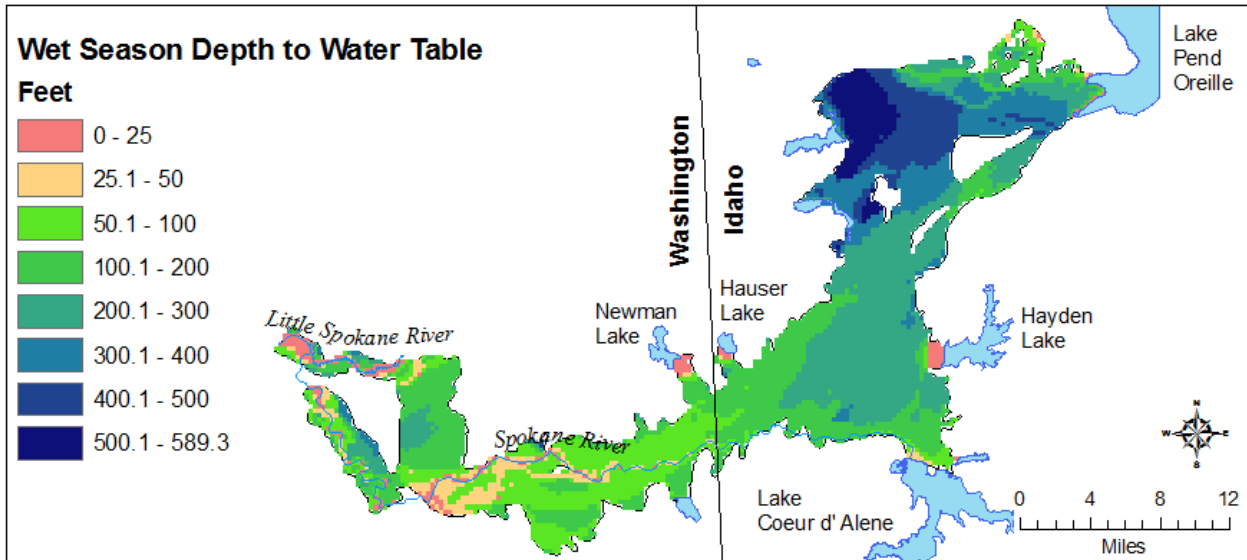 Wet Season Depth to Water Table
Feet
0 - 25
25.1 - 50
50.1 - 100
100.1 - 200
200.1 - 300
300.1 - 400
400.1 - 500
500.1 - 589.3
Washington
Idaho
Lake
Pend
Oreille
Newman
Lake
Hauser
Lake
Hayden
Lake
Little Spokane River
Spokane River
Lake
Coeur d' Alene
N
W
E
S
0 4 8 12
Miles